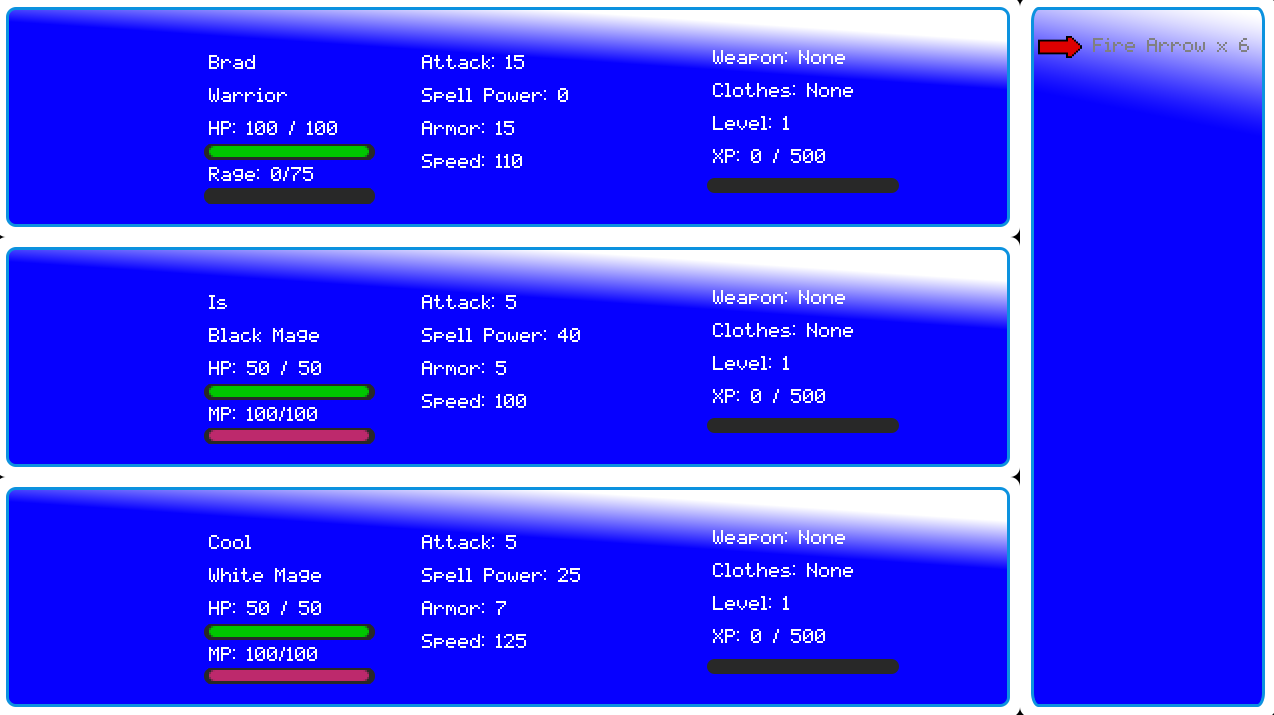 Brad
Warrior
HP: 100 / 100
Rage: 0/75
Attack: 15
Spell Power: 0
Armor: 15
Speed: 110
Weapon: None
Clothes: None
Level: 1
XP: 0 / 500
Is
Black Mage
HP: 50 / 50
MP: 100/100
Attack: 5
Spell Power: 40
Armor: 5
Speed: 100
Weapon: None
Clothes: None
Level: 1
XP: 0 / 500
Cool
White Mage
HP: 50 / 50
MP: 100/100
Attack: 5
Spell Power: 25
Armor: 7
Speed: 125
Weapon: None
Clothes: None
Level: 1
XP: 0 / 500
Fire Arrow x 6